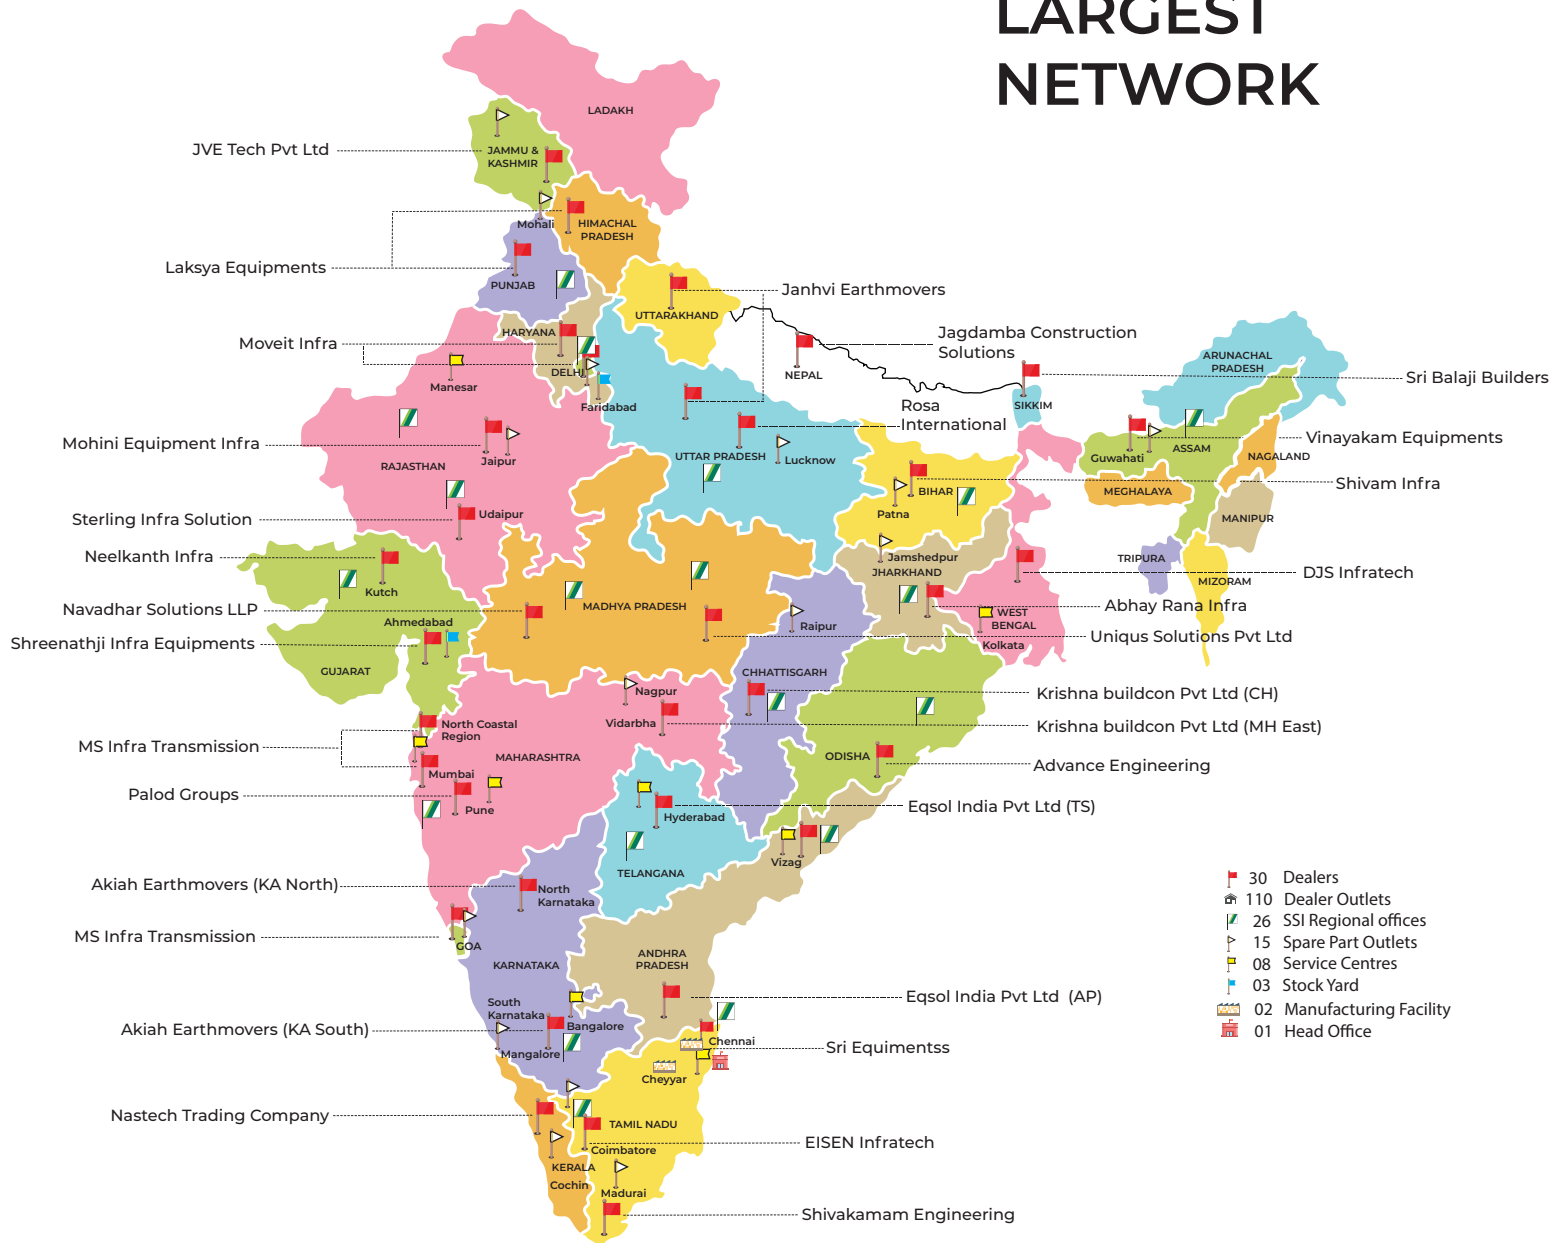 LARGEST
NETWORK
LADAKH
JVE Tech Pvt Ltd
JAMMU &
KASHMIR
Mohali
HIMACHAL
PRADESH
Laksya Equipments
PUNJAB
Janhvi Earthmovers
UTTARAKHAND
HARYANA
Moveit Infra
DELHI
Manesar
Faridabad
Jagdamba Construction
Solutions
NEPAL
ARUNACHAL
PRADESH
Sri Balaji Builders
SIKKIM
Rosa
International
Mohini Equipment Infra
Jaipur
RAJASTHAN
UTTAR PRADESH
Lucknow
Guwahati
ASSAM
Vinayakam Equipments
NAGALAND
BIHAR
Patna
MEGHALAYA
Shivam Infra
MANIPUR
Sterling Infra Solution
Udaipur
Neelkanth Infra
Kutch
Jamshedpur
JHARKHAND
TRIPURA
MIZORAM
DJS Infratech
Navadhar Solutions LLP
MADHYA PRADESH
Abhay Rana Infra
WEST
BENGAL
Kolkata
Ahmedabad
Raipur
Uniqus Solutions Pvt Ltd
Shreenathji Infra Equipments
GUJARAT
CHHATTISGARH
Nagpur
Krishna buildcon Pvt Ltd (CH)
Vidarbha
Krishna buildcon Pvt Ltd (MH East)
North Coastal
Region
MS Infra Transmission
MAHARASHTRA
ODISHA
Advance Engineering
Mumbai
Palod Groups
Pune
Hyderabad
Eqsol India Pvt Ltd (TS)
Vizag
TELANGANA
Akiah Earthmovers (KA North)
North
Karnataka
30 Dealers
110 Dealer Outlets
26 SSI Regional offices
15 Spare Part Outlets
08 Service Centres
03 Stock Yard
02 Manufacturing Facility
01 Head Office
MS Infra Transmission
GOA
KARNATAKA
ANDHRA
PRADESH
Eqsol India Pvt Ltd (AP)
South
Karnataka
Akiah Earthmovers (KA South)
Bangalore
Mangalore
Chennai
Sri Equimentss
Cheyyar
Nastech Trading Company
TAMIL NADU
Coimbatore
EISEN Infratech
KERALA
Cochin
Madurai
Shivakamam Engineering